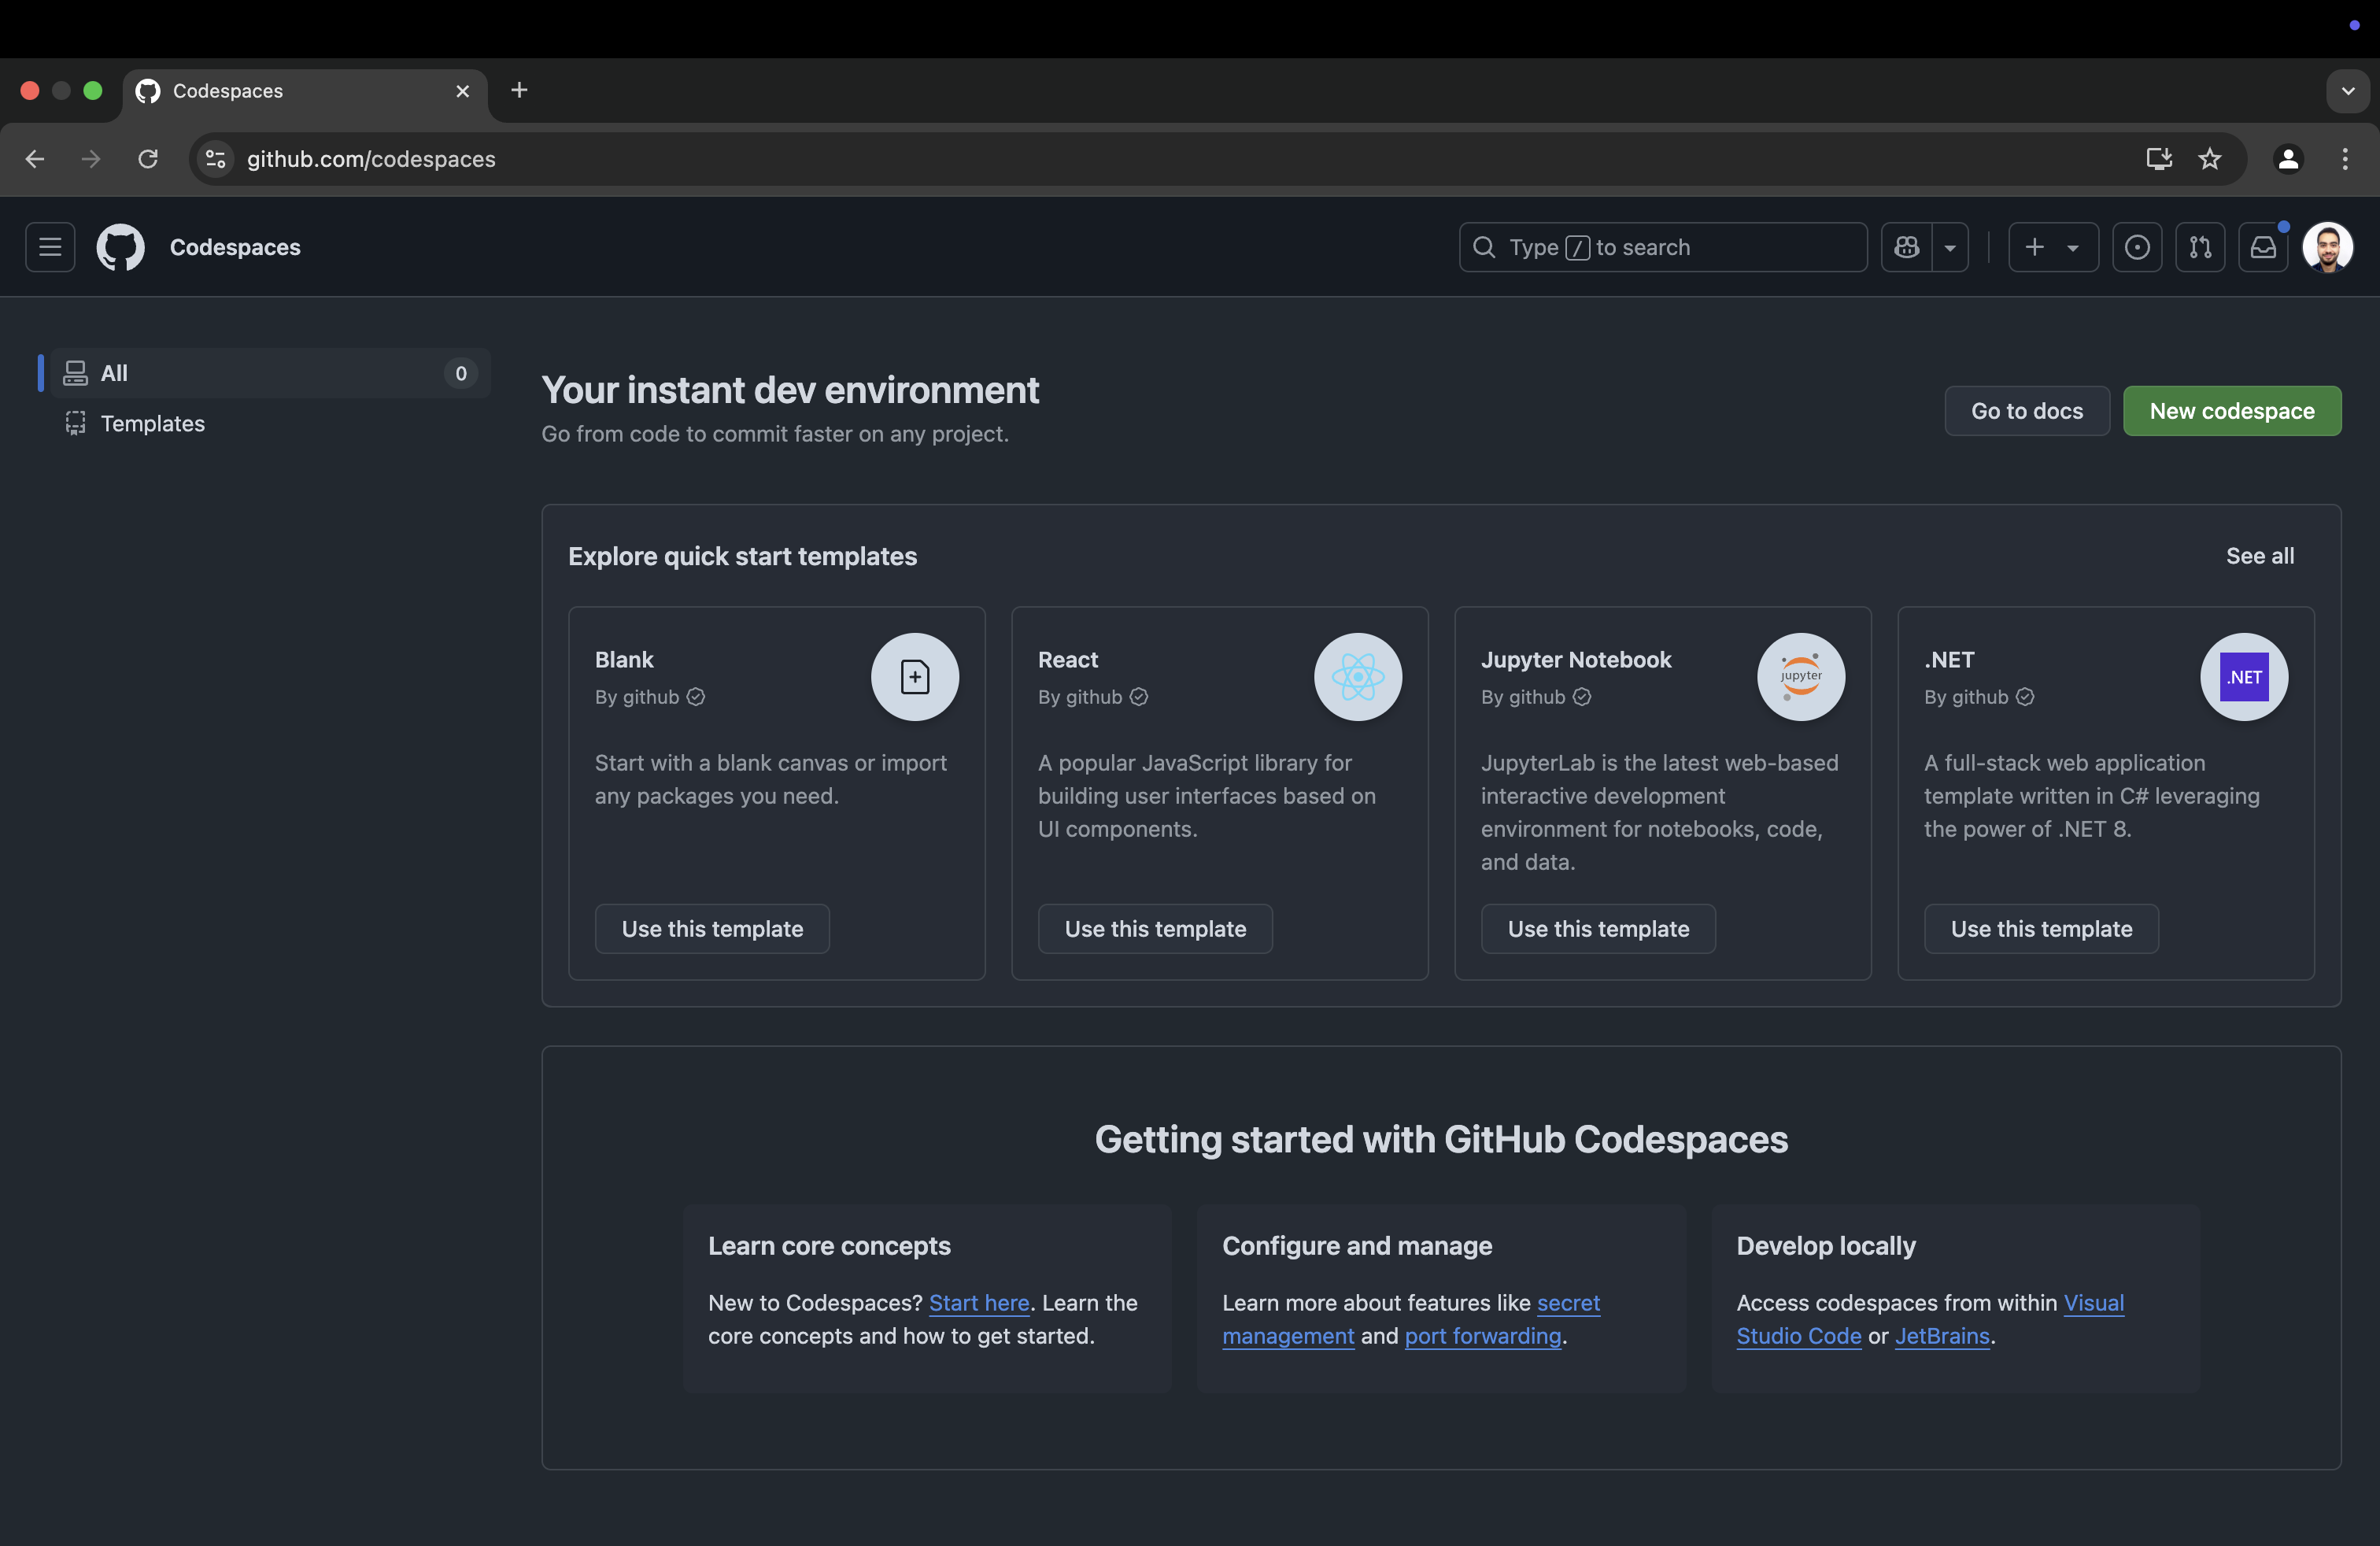 Codespaces
github.com/codespaces
Codespaces
Type / to search
All
0
Templates
Your instant dev environment
Go from code to commit faster on any project.
Go to docs
New codespace
Explore quick start templates
See all
Blank
By github
Start with a blank canvas or import
any packages you need.
Use this template
React
By github
A popular JavaScript library for
building user interfaces based on
UI components.
Use this template
Jupyter Notebook
By github
jupyter
JupyterLab is the latest web-based
interactive development
environment for notebooks, code,
and data.
Use this template
.NET
By github
.NET
A full-stack web application
template written in C# leveraging
the power of .NET 8.
Use this template
Getting started with GitHub Codespaces
Learn core concepts
New to Codespaces? Start here. Learn the
core concepts and how to get started.
Configure and manage
Learn more about features like secret
management and port forwarding.
Develop locally
Access codespaces from within Visual
Studio Code or JetBrains.